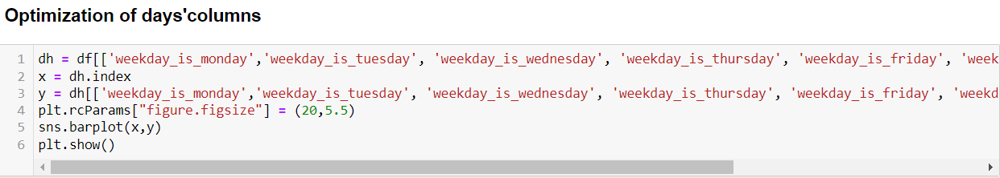 Optimization of days'columns
1 dh = df[['weekday_is_monday','weekday_is_tuesday', 'weekday_is_wednesday', 'weekday_is_thursday', 'weekday_is_friday', 'week
2 x = dh.index
3 y = dh[['weekday_is_monday','weekday_is_tuesday', 'weekday_is_wednesday', 'weekday_is_thursday', 'weekday_is_friday', 'weekd
4 plt.rcParams["figure.figsize"] = (20,5.5)
5 sns.barplot(x,y)
6 plt.show()